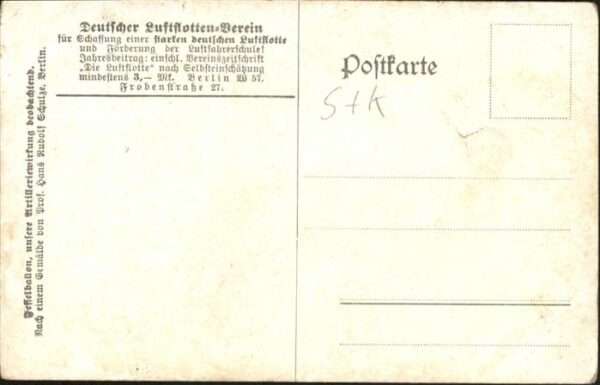 Deutscher Luftflotten-Verein
für Schaffung einer starken deutschen Luftflotte
und Förderung der Luftfahrerschule!
Jahresbeitrag: einschl. Vereinszeitschrift
„Die Luftflotte“ nach Selbsteinschätzung
mindestens 3,— Mk. Berlin W 57.
Frobenstraße 27.
Fesselballon, unsere Artilleriewirkung beobachtend.
Nach einem Gemälde von Prof. Hans Rudolf Schulze, Berlin.
Postkarte
StK